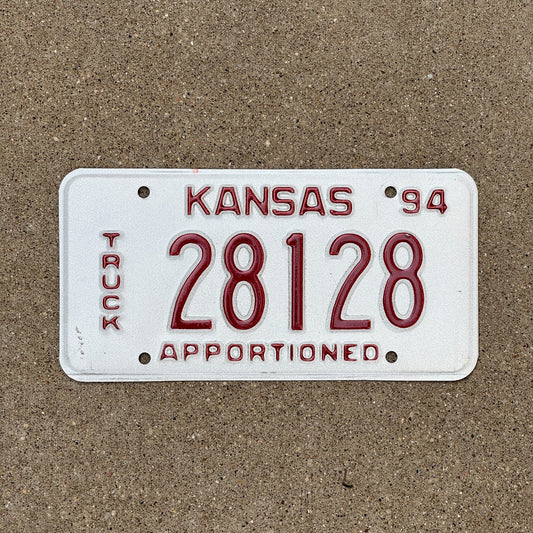 KANSAS 94
TRUCK
28128
APPORTIONED